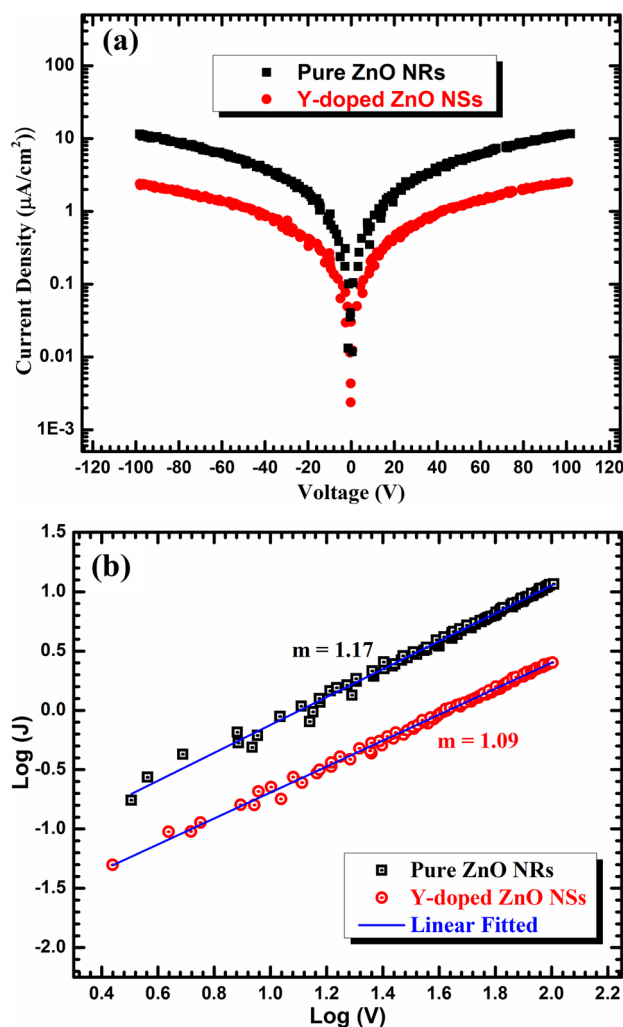 (a)
100
10
1
0.1
0.01
1E-3
Current Density (µA/cm²))
Pure ZnO NRs
Y-doped ZnO NSs
-120 -100 -80 -60 -40 -20 0 20 40 60 80 100 120
Voltage (V)
(b)
1.5
1.0
0.5
0.0
-0.5
-1.0
-1.5
-2.0
Log (J)
m = 1.17
m = 1.09
Pure ZnO NRs
Y-doped ZnO NSs
Linear Fitted
0.4 0.6 0.8 1.0 1.2 1.4 1.6 1.8 2.0 2.2
Log (V)